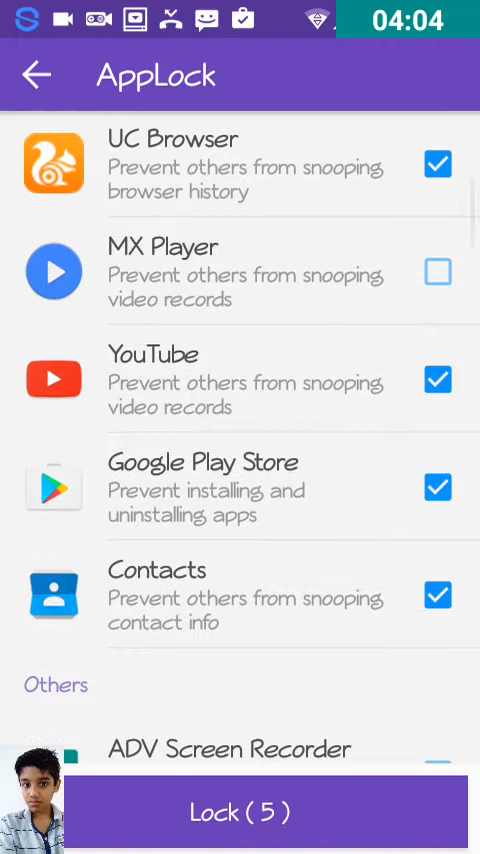 04:04
AppLock
UC Browser
Prevent others from snooping
browser history
MX Player
Prevent others from snooping
video records
YouTube
Prevent others from snooping
video records
Google Play Store
Prevent installing and
uninstalling apps
Contacts
Prevent others from snooping
contact info
Others
ADV Screen Recorder
Lock ( 5 )